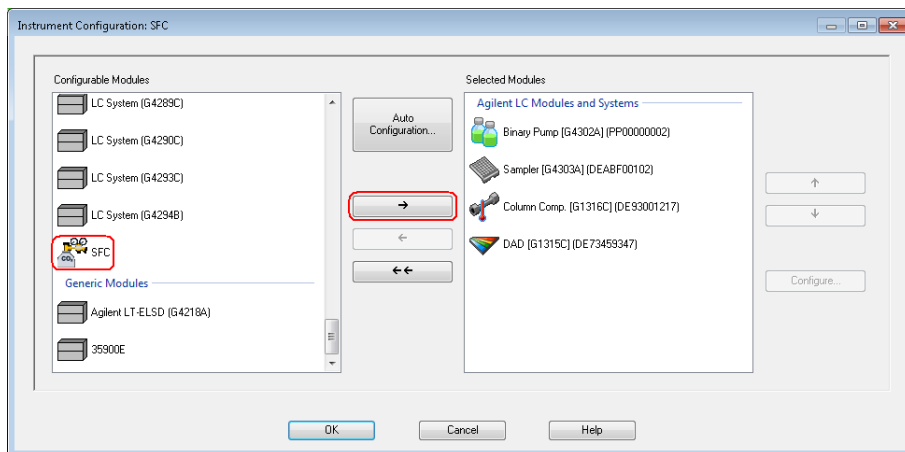 Instrument Configuration: SFC
Configurable Modules
LC System (G4289C)
LC System (G4290C)
LC System (G4293C)
LC System (G4294B)
CO₂
SFC
Generic Modules
Agilent LT-ELSD (G4218A)
35900E
Auto
Configuration...
→
←
←←
Selected Modules
Agilent LC Modules and Systems
Binary Pump [G4302A] (PP00000002)
Sampler [G4303A] (DEABF00102)
Column Comp. [G1316C] (DE93001217)
DAD [G1315C] (DE73459347)
↑
↓
Configure...
OK
Cancel
Help